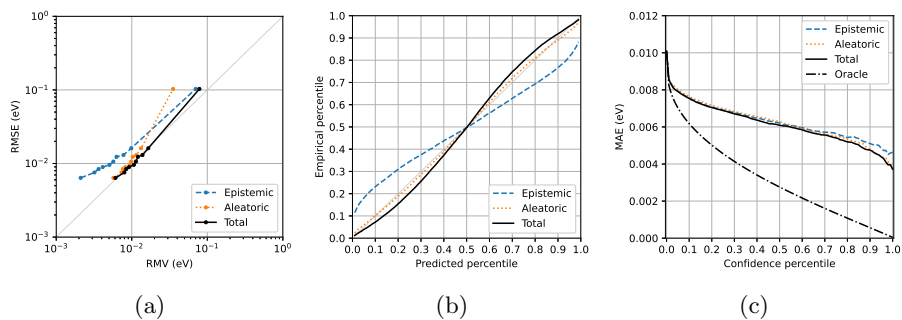 10⁰
10⁻¹
10⁻²
10⁻³
10⁻³ 10⁻² 10⁻¹ 10⁰
RMSE (eV)
RMV (eV)
Epistemic
Aleatoric
Total
(a)
1.0
0.9
0.8
0.7
0.6
0.5
0.4
0.3
0.2
0.1
0.0
0.0 0.1 0.2 0.3 0.4 0.5 0.6 0.7 0.8 0.9 1.0
Empirical percentile
Predicted percentile
Epistemic
Aleatoric
Total
(b)
0.012
0.010
0.008
0.006
0.004
0.002
0.000
0.0 0.1 0.2 0.3 0.4 0.5 0.6 0.7 0.8 0.9 1.0
MAE (eV)
Confidence percentile
Epistemic
Aleatoric
Total
Oracle
(c)